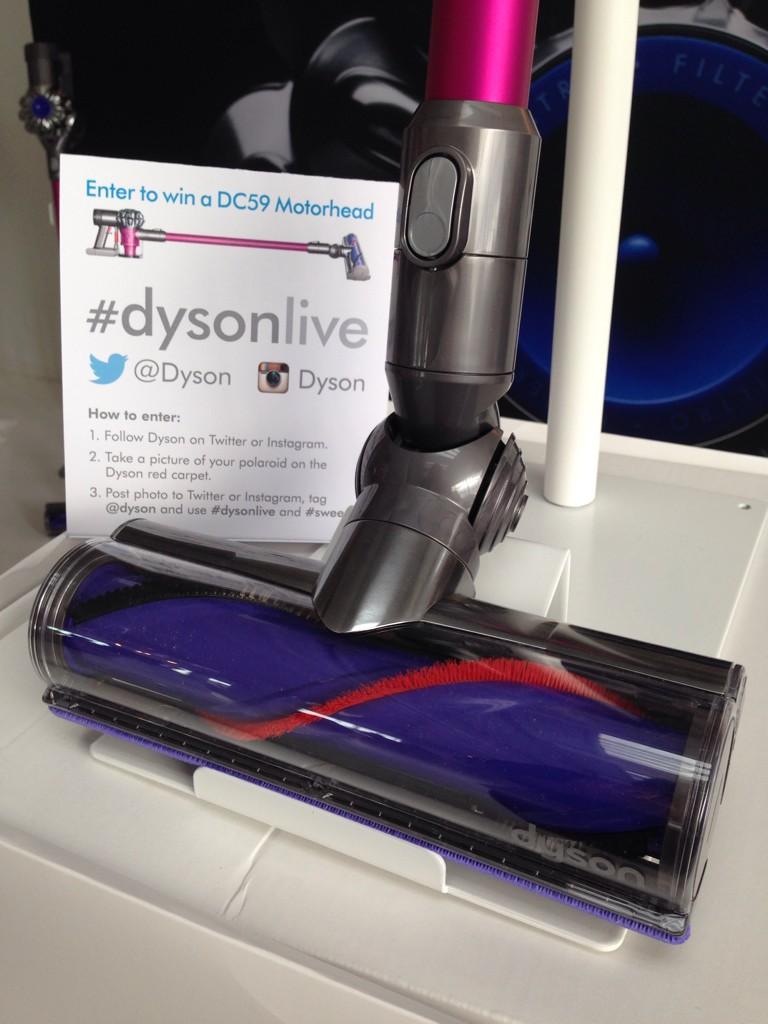 Enter to win a DC59 Motorhead
#dysonlive
@Dyson Dyson
How to enter:
1. Follow Dyson on Twitter or Instagram.
2. Take a picture of your polaroid on the
Dyson red carpet.
3. Post photo to Twitter or Instagram, tag
@dyson and use #dysonlive and #swee
dyson
FILTE